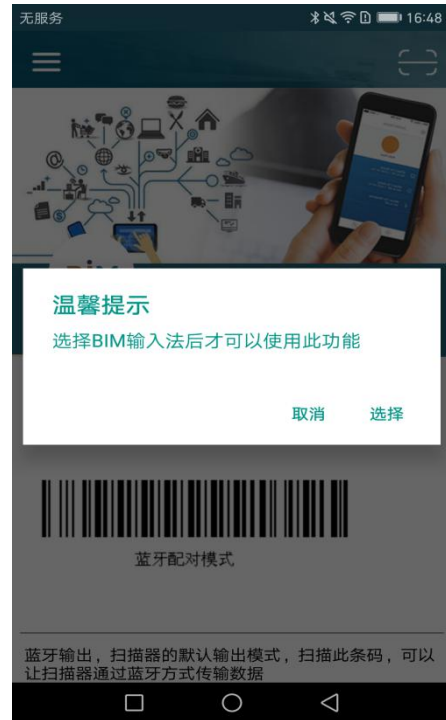 无服务
16:48
温馨提示
选择BIM输入法后才可以使用此功能
取消 选择
蓝牙配对模式
蓝牙输出，扫描器的默认输出模式，扫描此条码，可以
让扫描器通过蓝牙方式传输数据